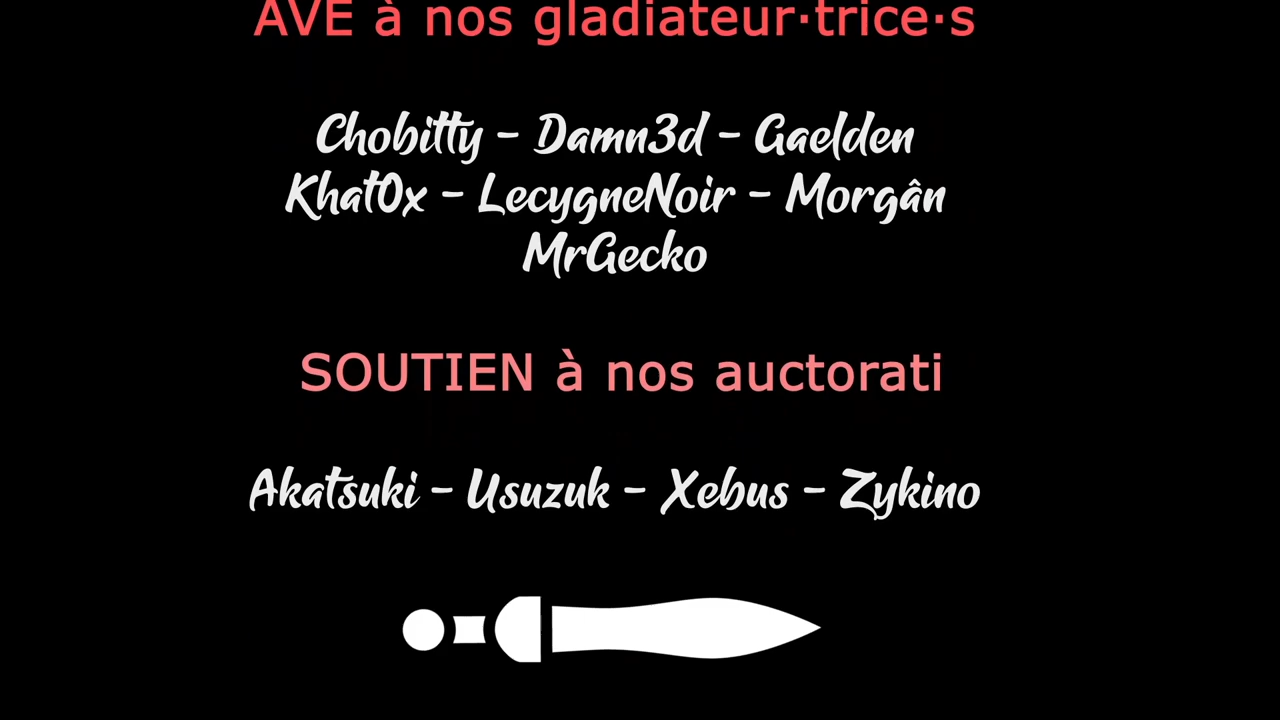 AVE à nos gladiateur·trice·s
Chobitty - Damn3d - Gaelden
Khat0x - LecygneNoir - Morgân
MrGecko
SOUTIEN à nos auctorati
Akatsuki - Usuzuk - Xebus - Zykino